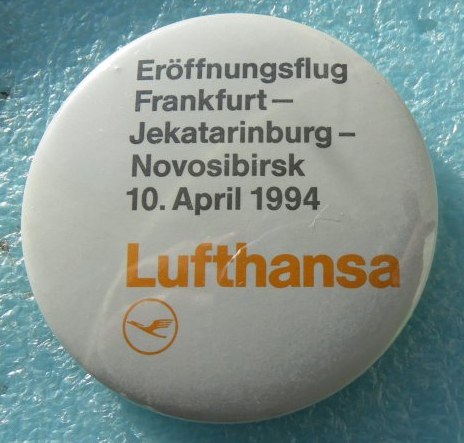 Eröffnungsflug
Frankfurt–
Jekatarinburg–
Novosibirsk
10. April 1994
Lufthansa